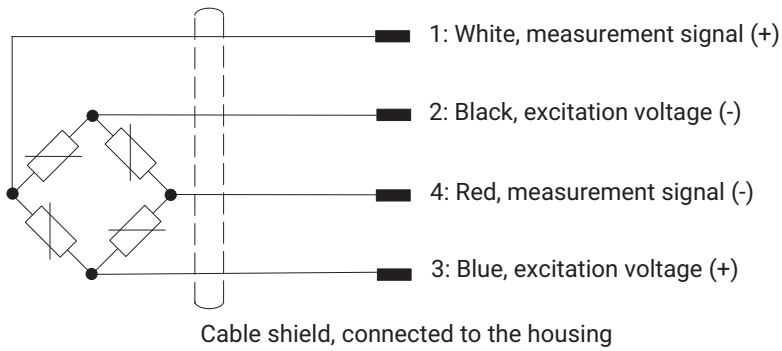 1: White, measurement signal (+)
2: Black, excitation voltage (-)
4: Red, measurement signal (-)
3: Blue, excitation voltage (+)
Cable shield, connected to the housing